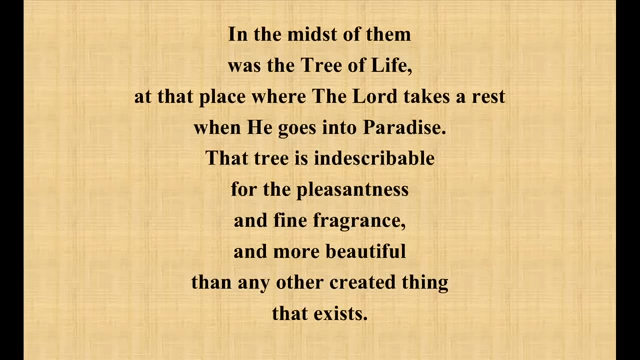 In the midst of them
was the Tree of Life,
at that place where The Lord takes a rest
when He goes into Paradise.
That tree is indescribable
for the pleasantness
and fine fragrance,
and more beautiful
than any other created thing
that exists.